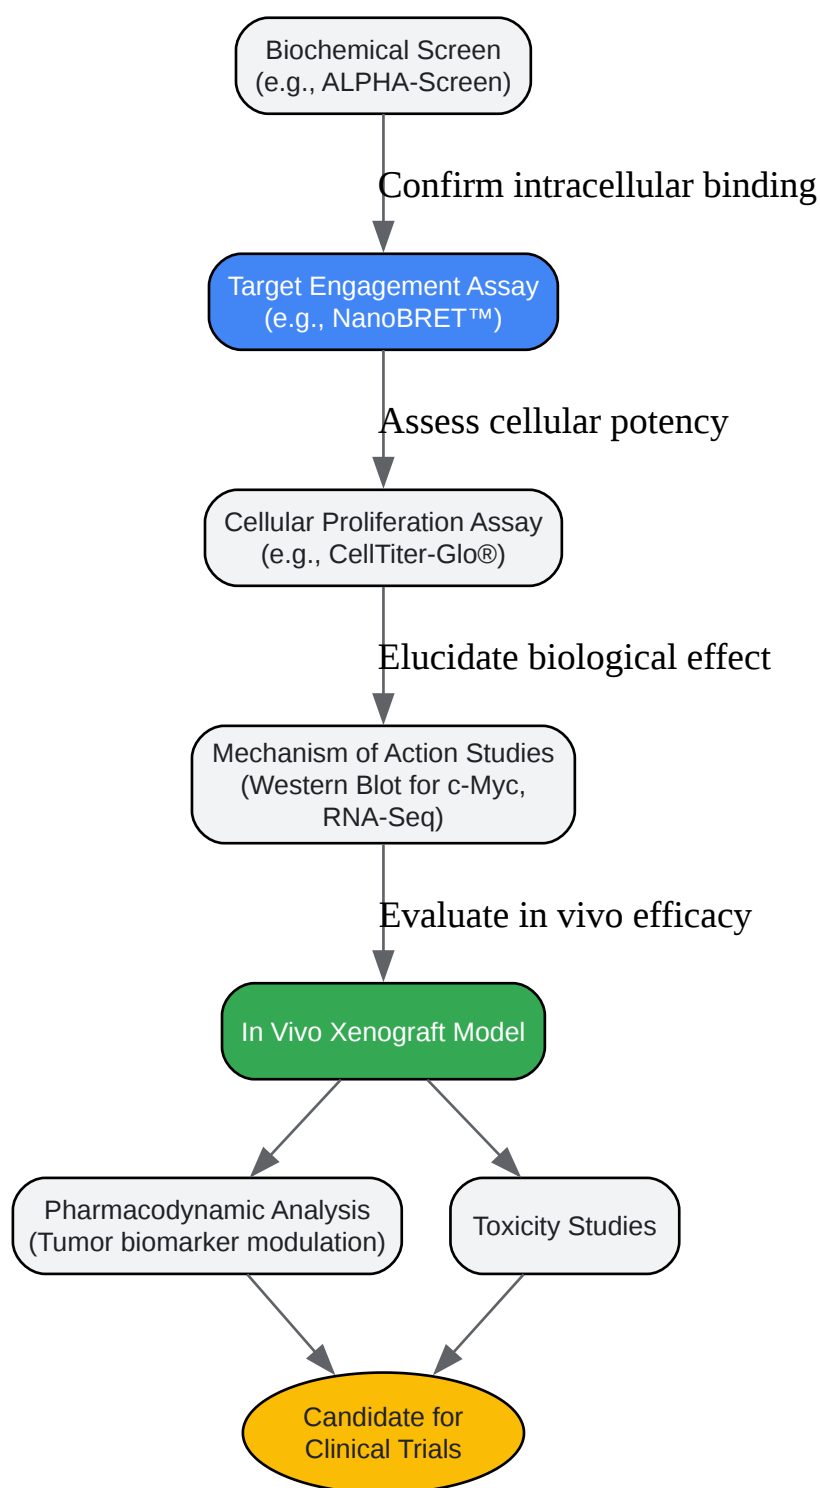 Biochemical Screen
(e.g., ALPHA-Screen)
Confirm intracellular binding
Target Engagement Assay
(e.g., NanoBRET™)
Assess cellular potency
Cellular Proliferation Assay
(e.g., CellTiter-Glo®)
Elucidate biological effect
Mechanism of Action Studies
(Western Blot for c-Myc,
RNA-Seq)
Evaluate in vivo efficacy
In Vivo Xenograft Model
Pharmacodynamic Analysis
(Tumor biomarker modulation)
Toxicity Studies
Candidate for
Clinical Trials